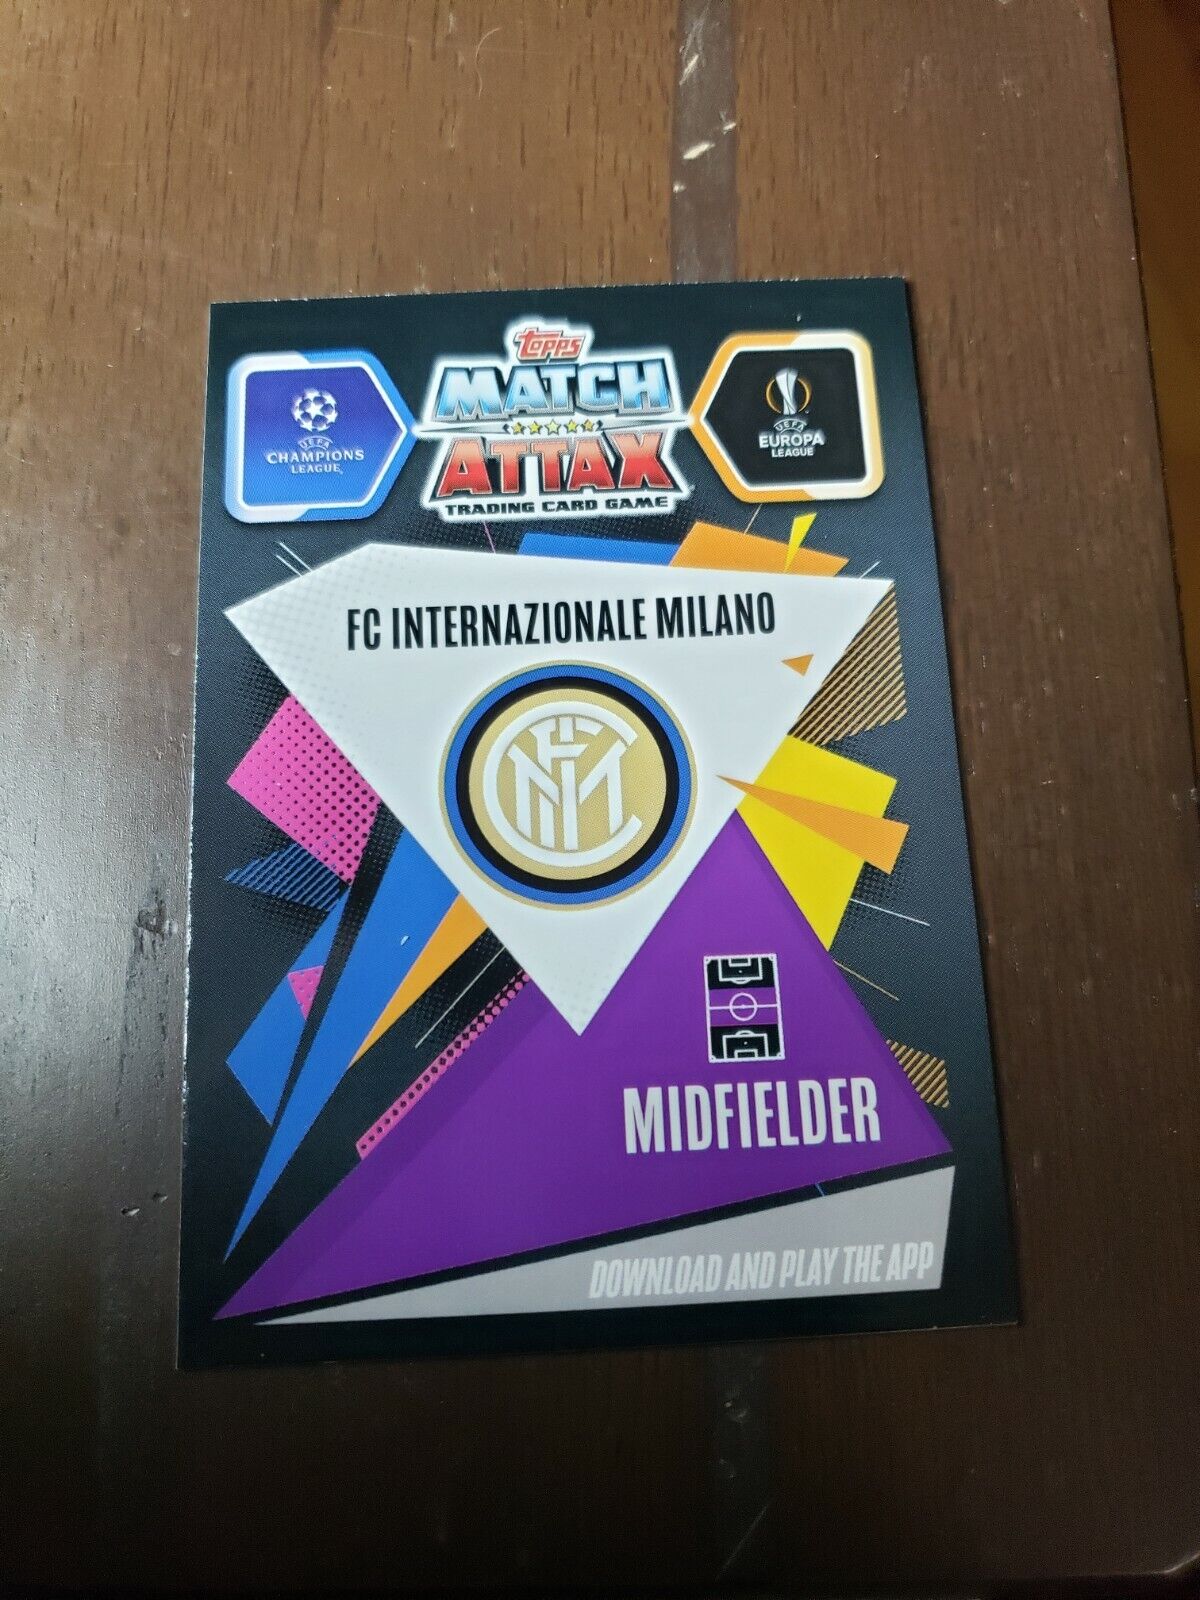 topps
MATCH
ATTAX
TRADING CARD GAME
UEFA
CHAMPIONS
LEAGUE
UEFA
EUROPA
LEAGUE
FC INTERNAZIONALE MILANO
FCIM
MIDFIELDER
DOWNLOAD AND PLAY THE APP